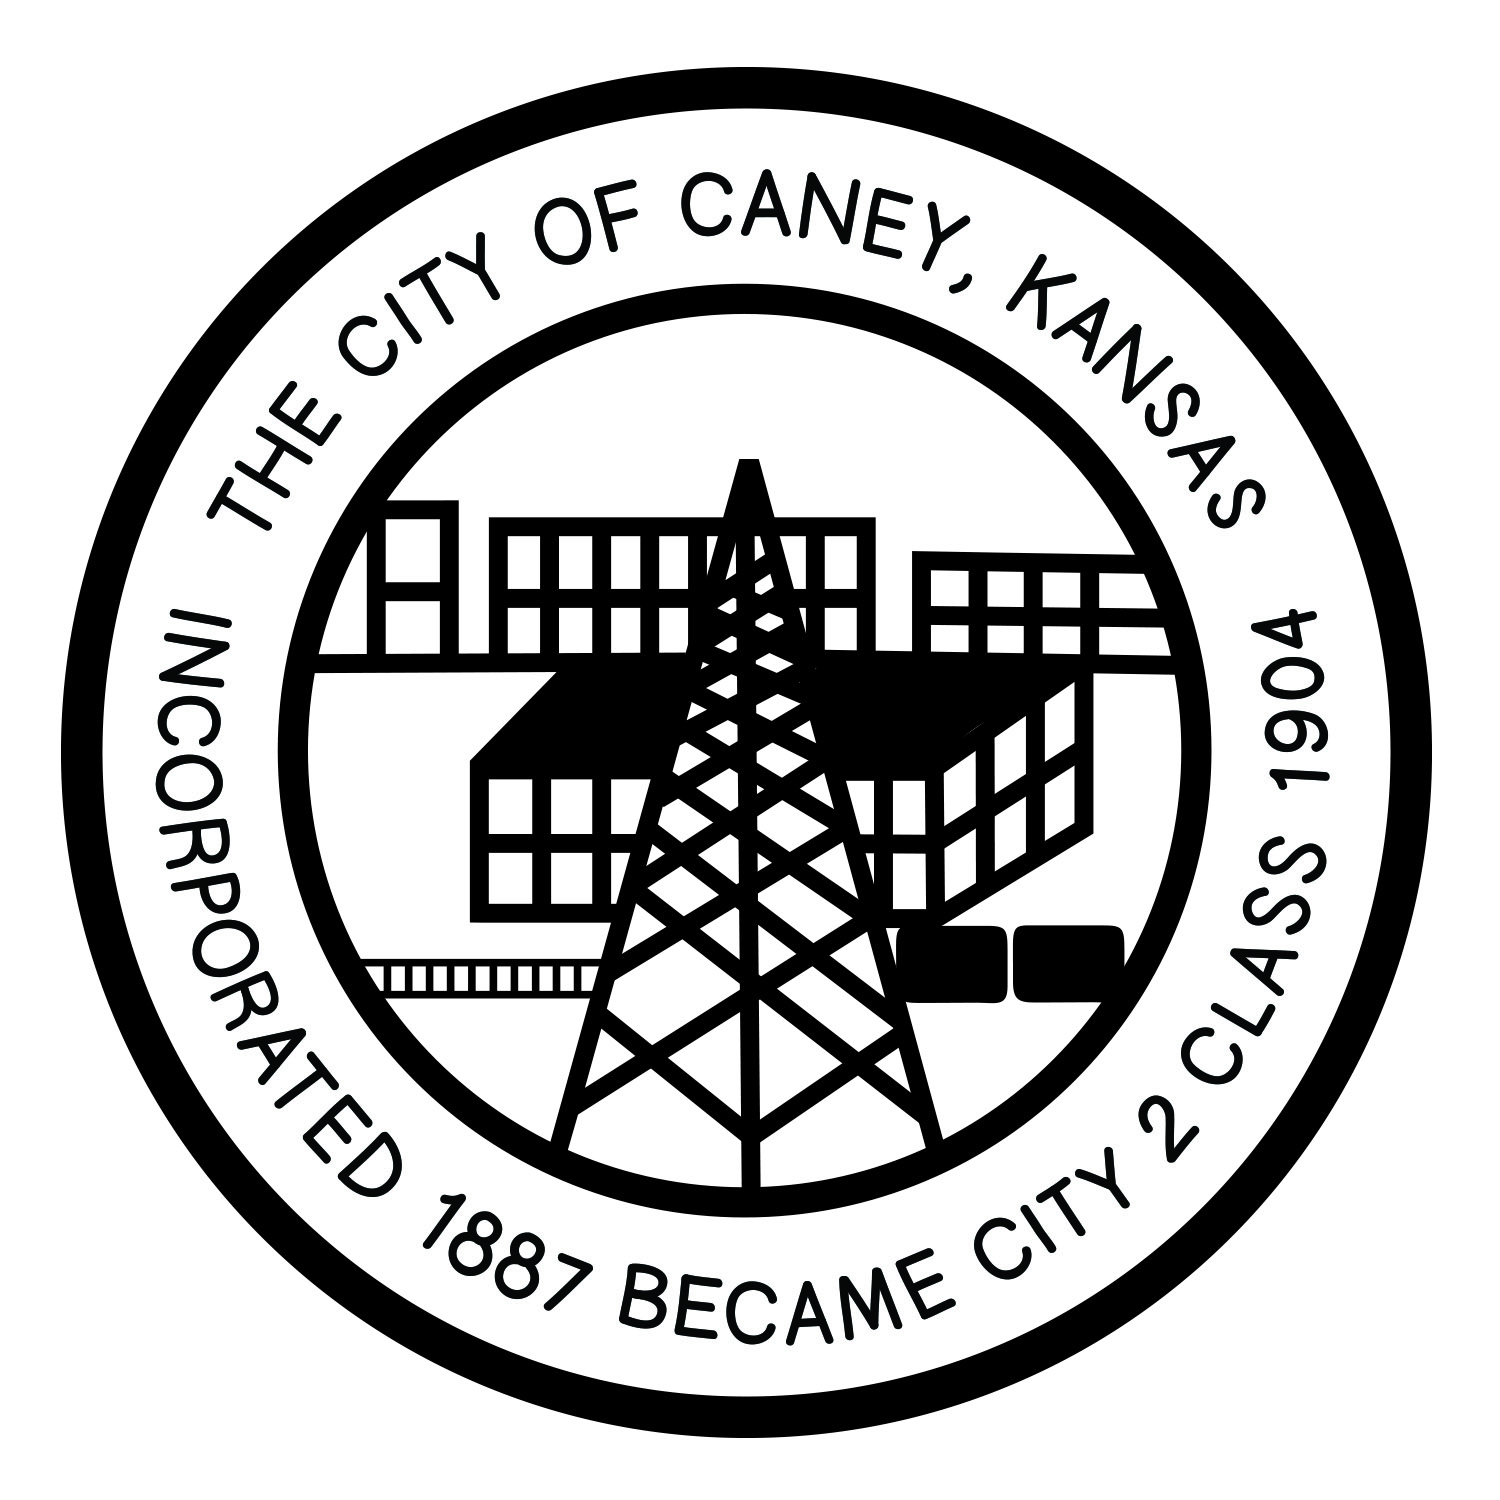 THE CITY OF CANEY, KANSAS
INCORPORATED 1887 BECAME CITY 2 CLASS 1904